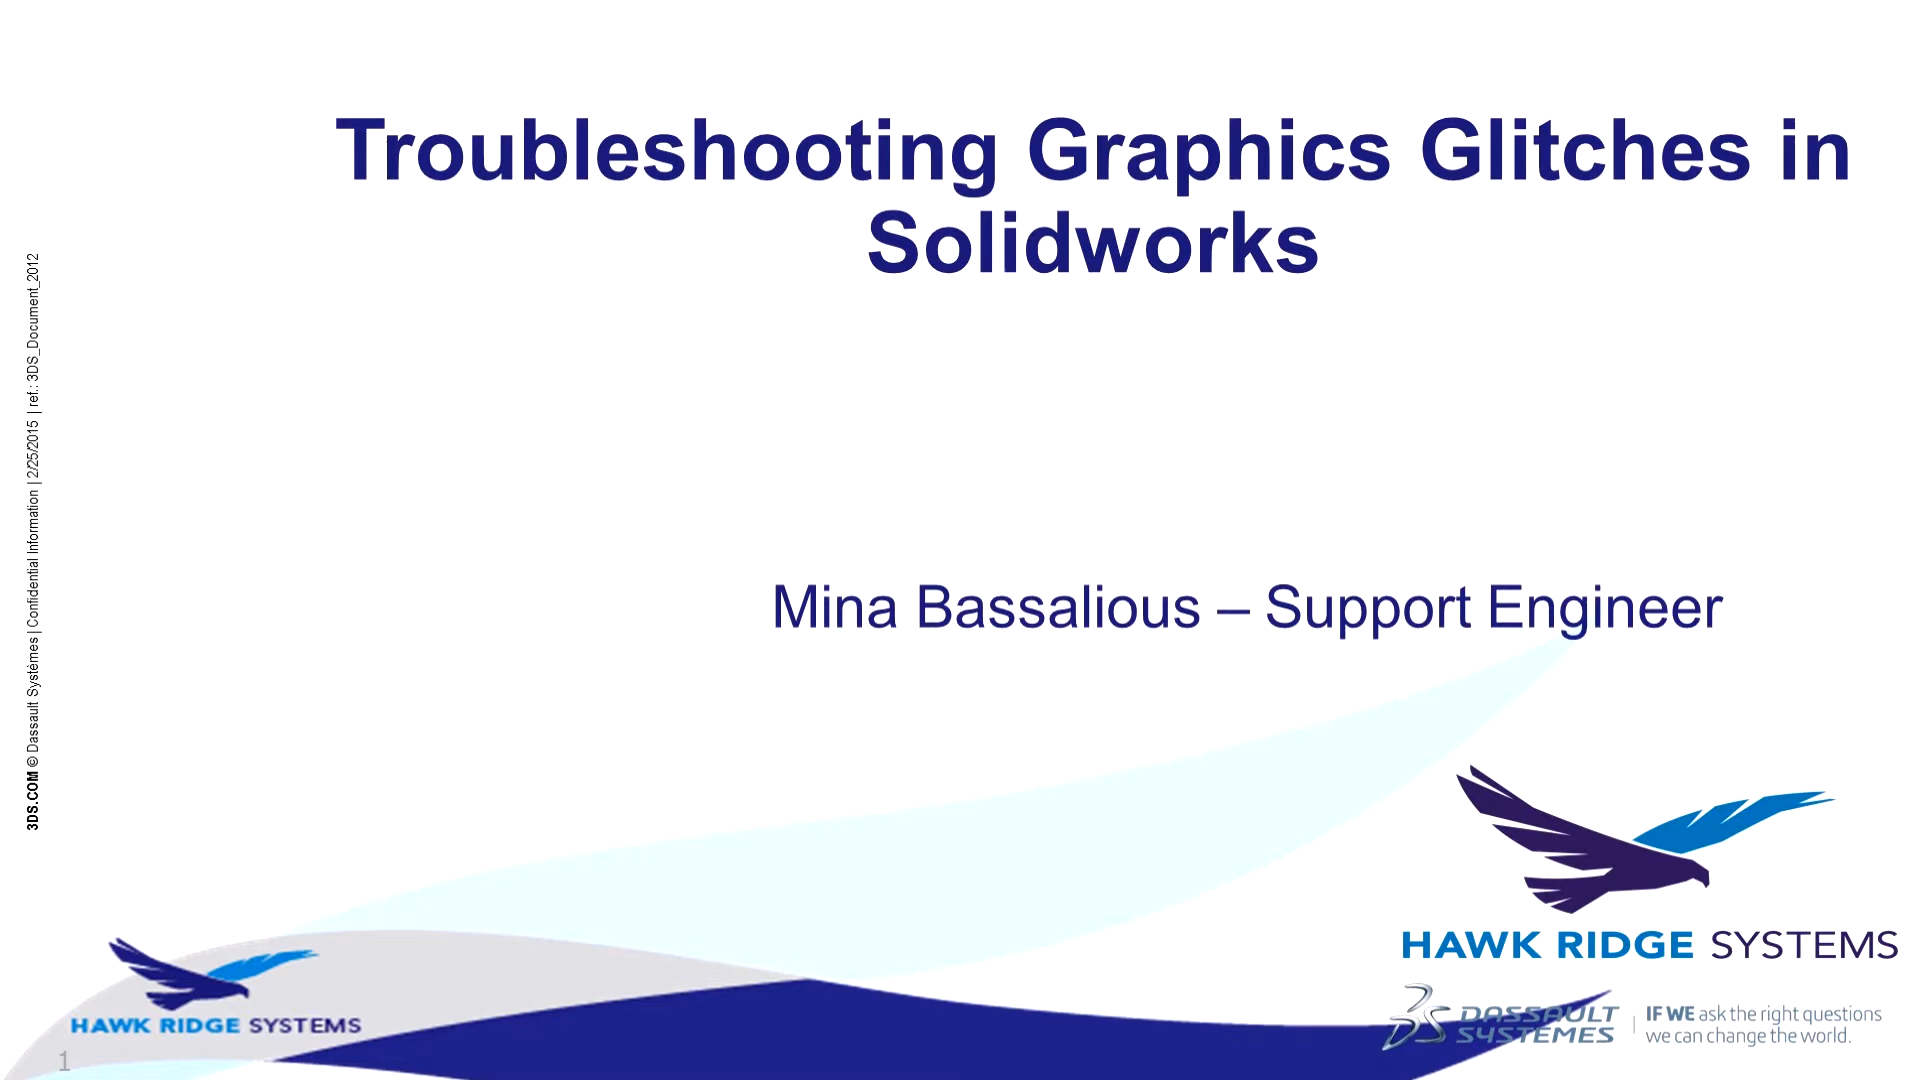 Troubleshooting Graphics Glitches in
Solidworks
3DS.COM © Dassault Systèmes | Confidential Information | 2/25/2015 | ref.: 3DS_Document_2012
Mina Bassalious – Support Engineer
HAWK RIDGE SYSTEMS
HAWK RIDGE SYSTEMS
DASSAULT
SYSTEMES
IF WE ask the right questions
we can change the world.
1